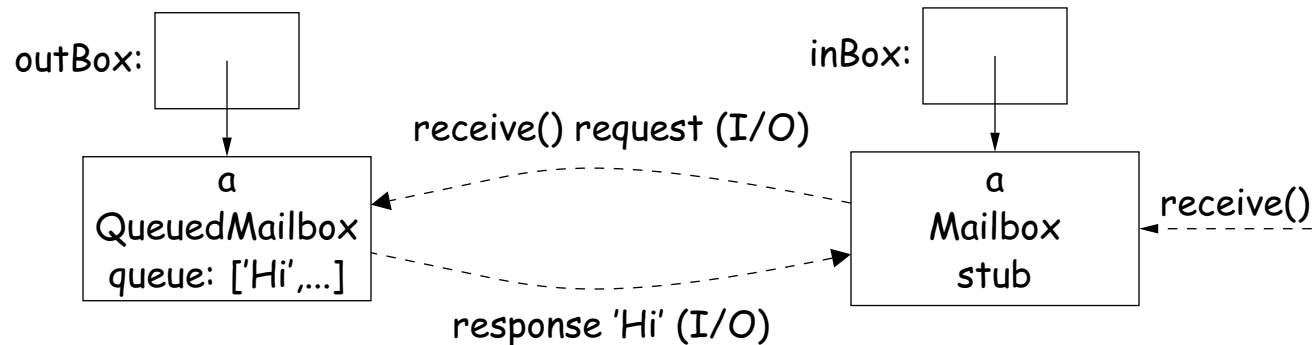 outBox:
inBox:
receive() request (I/O)
a
QueuedMailbox
queue: ['Hi',...]
a
Mailbox
stub
receive()
response 'Hi' (I/O)